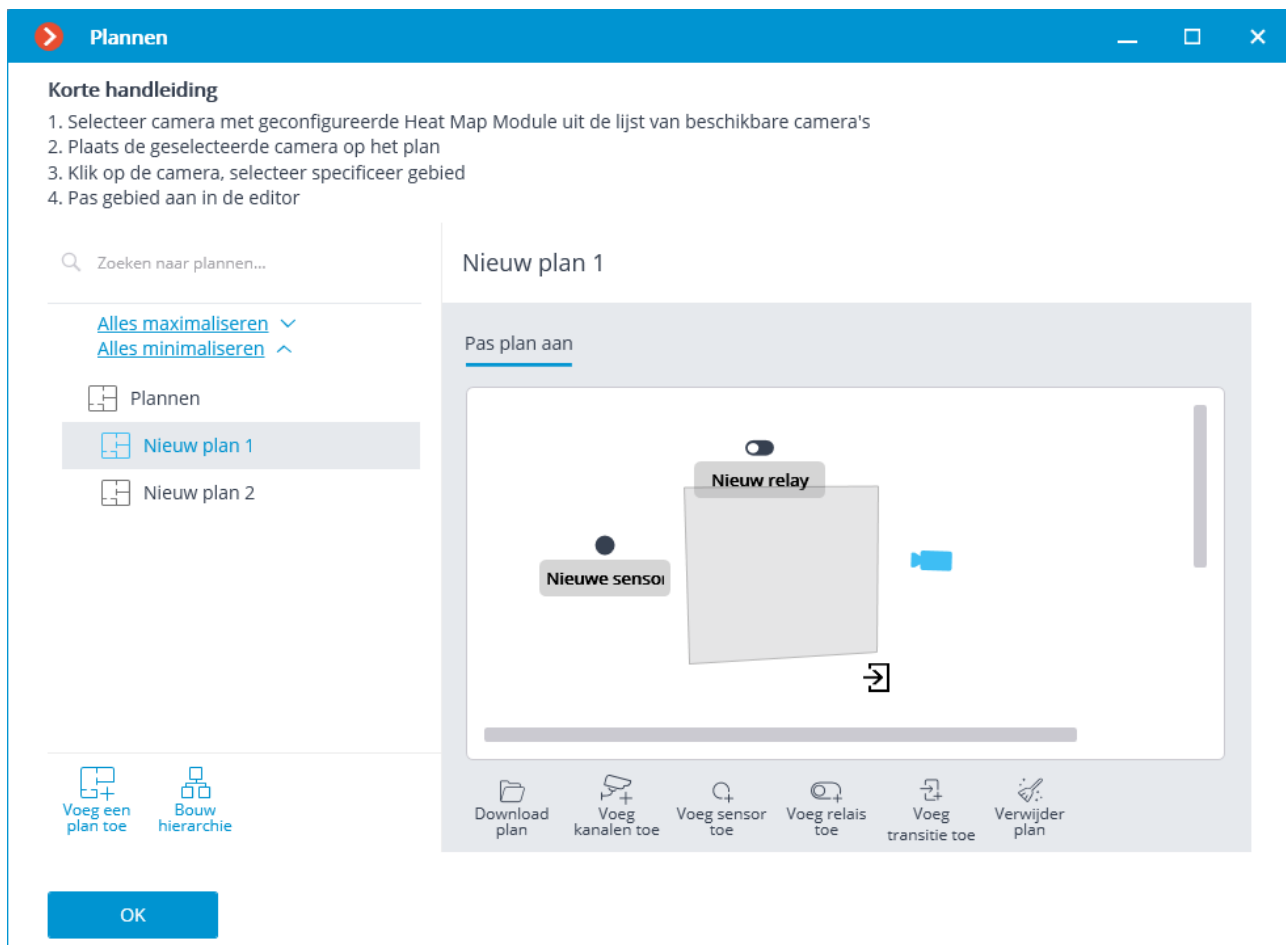 Plannen
Korte handleiding
1. Selecteer camera met geconfigureerde Heat Map Module uit de lijst van beschikbare camera's
2. Plaats de geselecteerde camera op het plan
3. Klik op de camera, selecteer specificeer gebied
4. Pas gebied aan in de editor
Zoeken naar plannen...
Alles maximaliseren
Alles minimaliseren
Plannen
Nieuw plan 1
Nieuw plan 2
Voeg een
plan toe
Bouw
hierarchie
Nieuw plan 1
Pas plan aan
Nieuw relay
Nieuwe senso
Download
plan
Voeg
kanalen toe
Voeg sensor
toe
Voeg relais
toe
Voeg
transitie toe
Verwijder
plan
OK